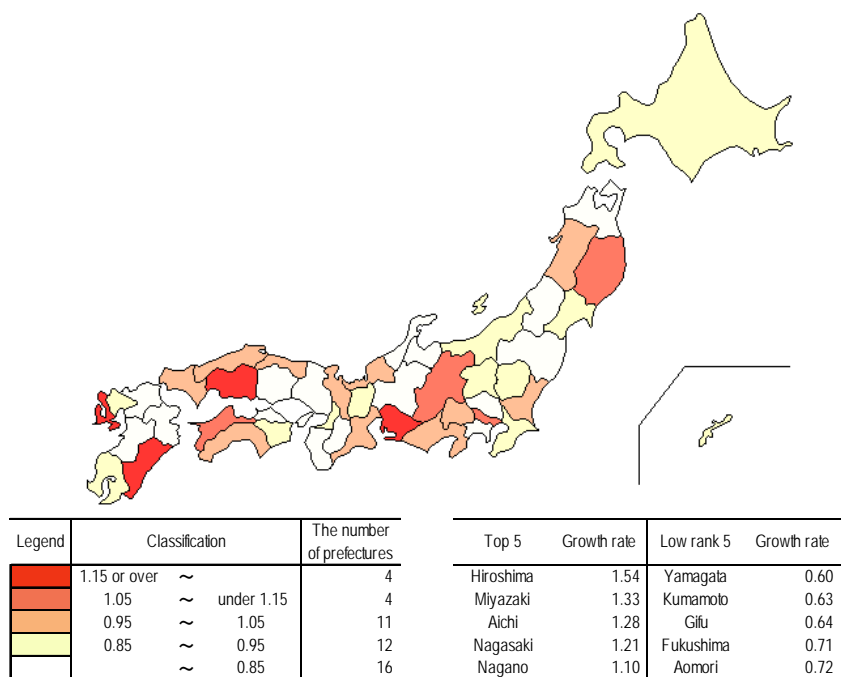 Legend Classification The number of prefectures
1.15 or over ~ 4
1.05 ~ under 1.15 4
0.95 ~ 1.05 11
0.85 ~ 0.95 12
~ 0.85 16
Top 5 Growth rate Low rank 5 Growth rate
Hiroshima 1.54 Yamagata 0.60
Miyazaki 1.33 Kumamoto 0.63
Aichi 1.28 Gifu 0.64
Nagasaki 1.21 Fukushima 0.71
Nagano 1.10 Aomori 0.72